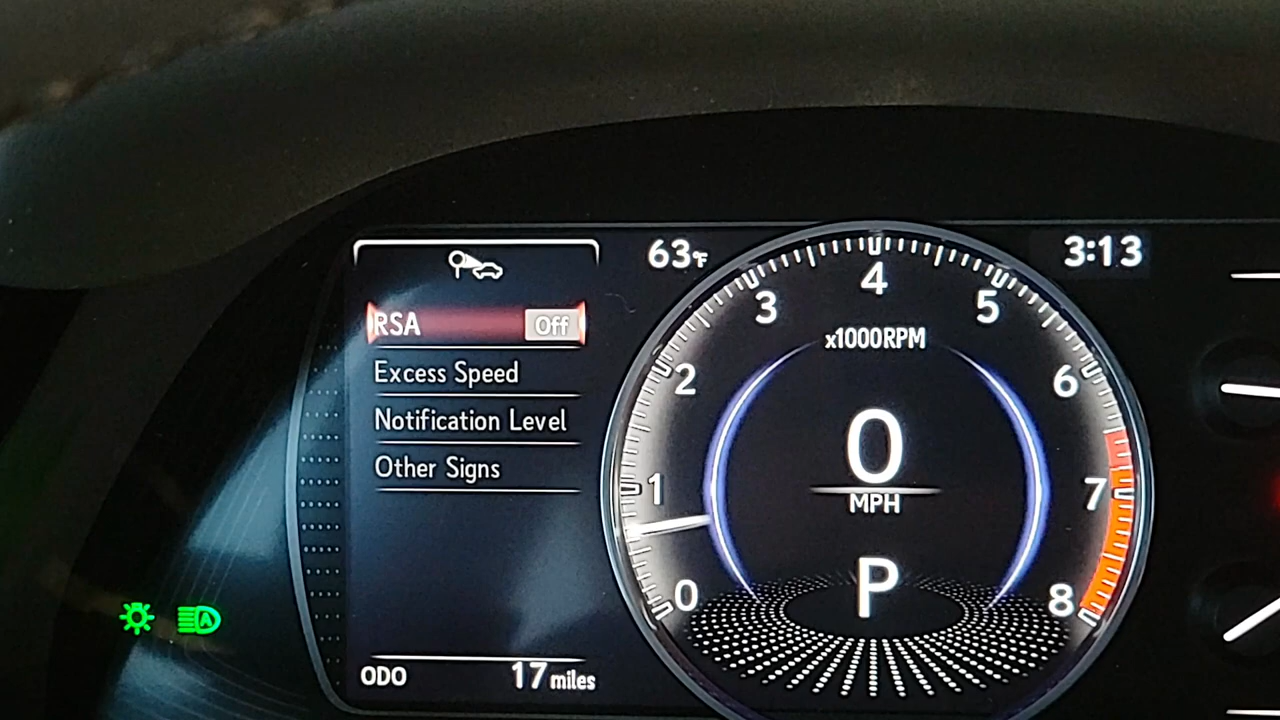 63°F
3:13
RSA Off
Excess Speed
Notification Level
Other Signs
ODO 17 miles
0
1
2
3
4
5
6
7
8
x1000RPM
0
MPH
P
A